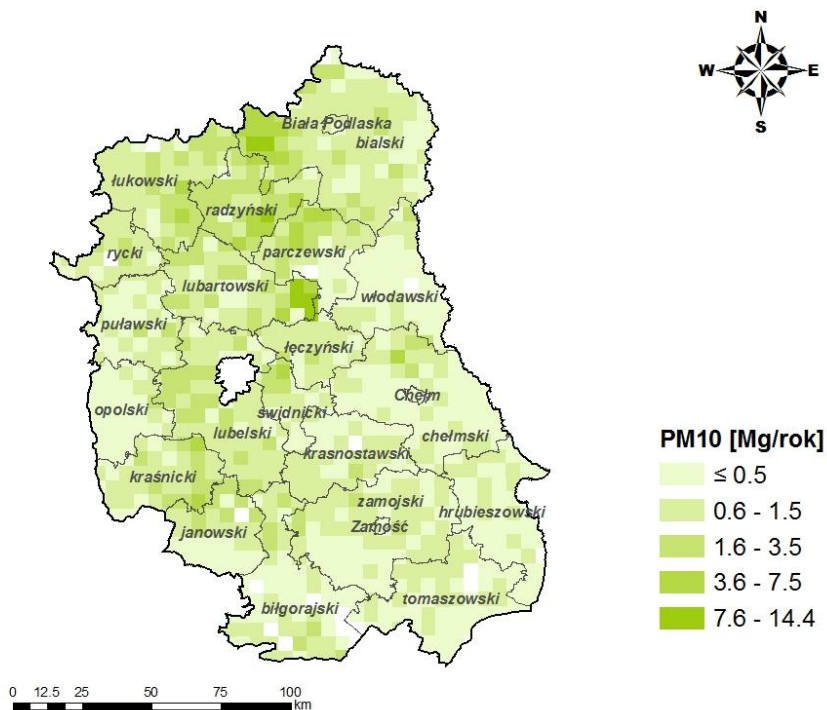 N
W E
S
Biała Podlaska
bialski
łukowski
radzyński
rycki
parczewski
lubartowski
włodawski
puławski
łęczyński
Chełm
opolski
świdnicki
lubelski
chełmski
krasnostawski
kraśnicki
zamojski
hrubieszowski
Zamość
janowski
tomaszowski
biłgorajski
PM10 [Mg/rok]
≤ 0.5
0.6 - 1.5
1.6 - 3.5
3.6 - 7.5
7.6 - 14.4
0 12.5 25 50 75 100
km